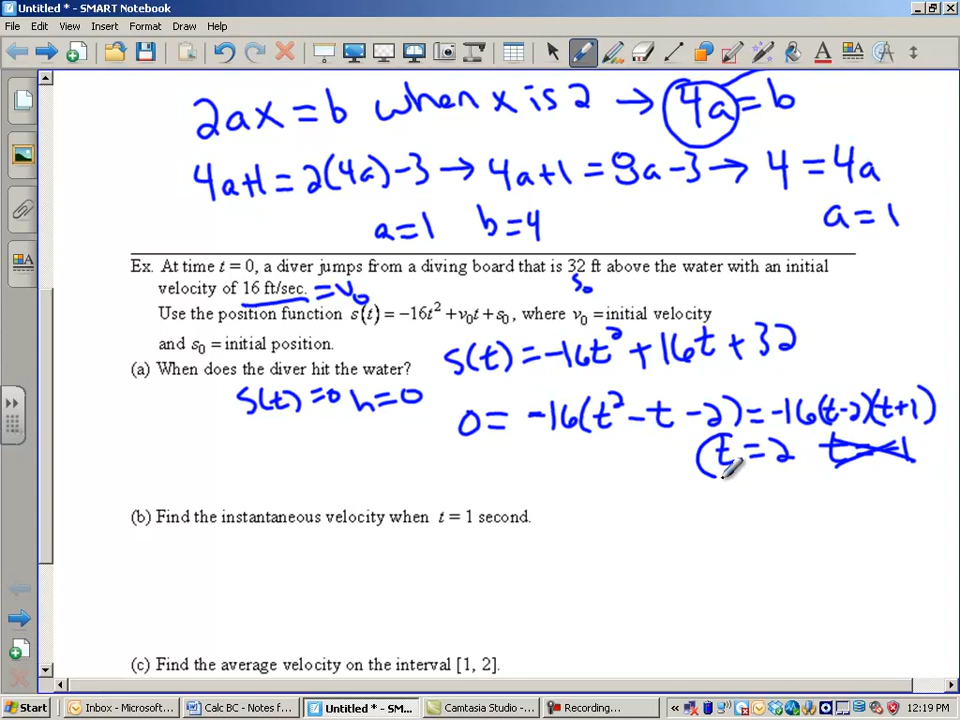 Untitled * - SMART Notebook
File Edit View Insert Format Draw Help
2ax = b when x is 2 → 4a = b
4a+1 = 2(4a) -3 → 4a+1 = 8a-3 → 4 = 4a
a=1 b=4 a=1
Ex. At time t = 0, a diver jumps from a diving board that is 32 ft above the water with an initial
s₀
velocity of 16 ft/sec. = v₀
Use the position function s(t) = −16t² + v₀t + s₀, where v₀ = initial velocity
and s₀ = initial position.
s(t) = -16t² + 16t + 32
(a) When does the diver hit the water?
s(t) = 0 h = 0
0 = -16(t² - t - 2) = -16(t-2)(t+1)
t = 2 t = -1
(b) Find the instantaneous velocity when t = 1 second.
(c) Find the average velocity on the interval [1, 2].
Start Inbox - Microsoft... Calc BC - Notes f... Untitled * - SM... Camtasia Studio -... Recording... « 12:19 PM